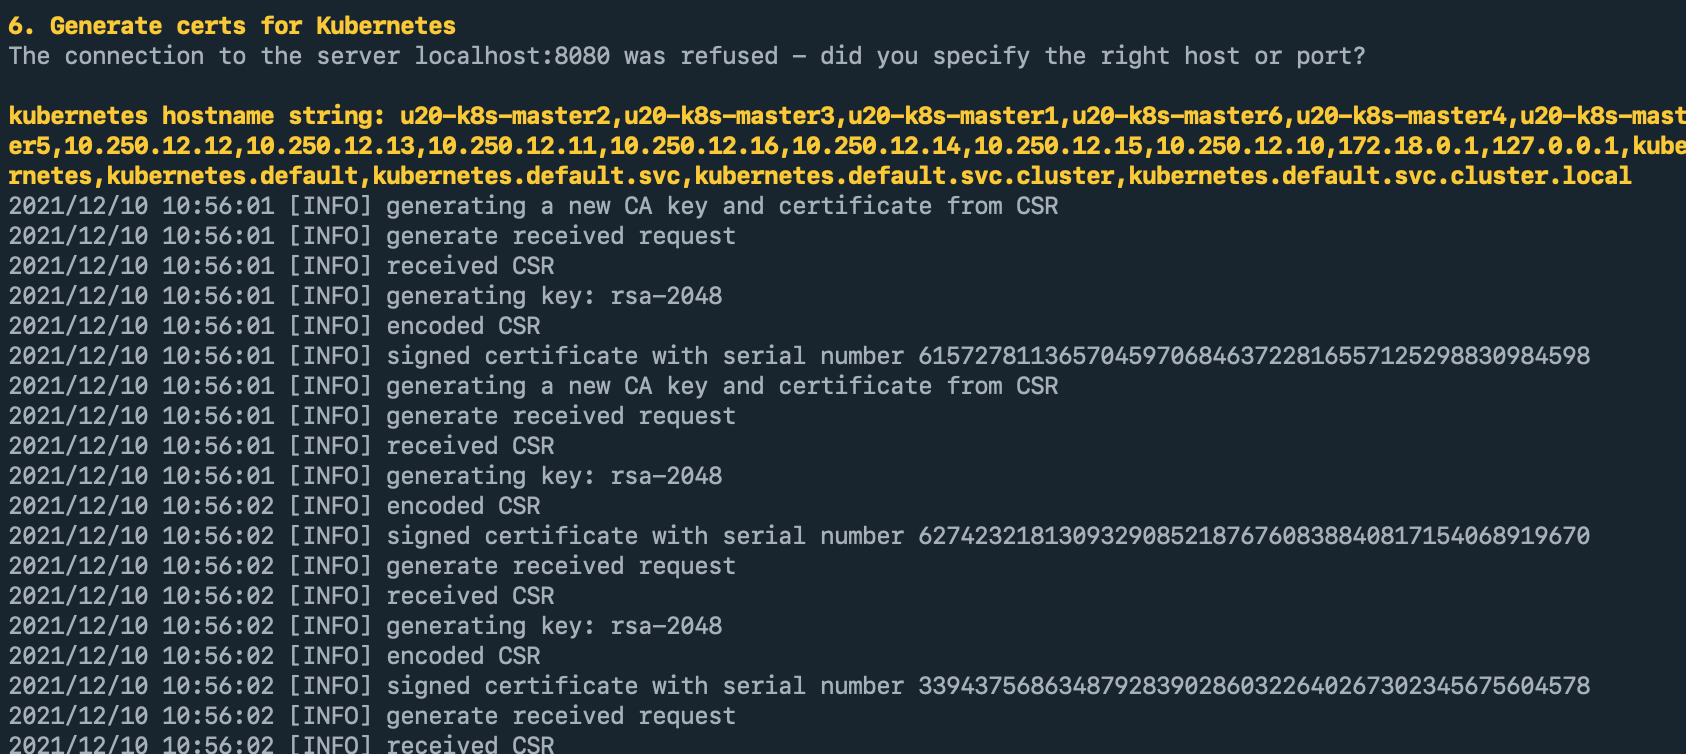 6. Generate certs for Kubernetes
The connection to the server localhost:8080 was refused – did you specify the right host or port?
kubernetes hostname string: u20-k8s-master2,u20-k8s-master3,u20-k8s-master1,u20-k8s-master6,u20-k8s-master4,u20-k8s-mast
er5,10.250.12.12,10.250.12.13,10.250.12.11,10.250.12.16,10.250.12.14,10.250.12.15,10.250.12.10,172.18.0.1,127.0.0.1,kube
rnetes,kubernetes.default,kubernetes.default.svc,kubernetes.default.svc.cluster,kubernetes.default.svc.cluster.local
2021/12/10 10:56:01 [INFO] generating a new CA key and certificate from CSR
2021/12/10 10:56:01 [INFO] generate received request
2021/12/10 10:56:01 [INFO] received CSR
2021/12/10 10:56:01 [INFO] generating key: rsa-2048
2021/12/10 10:56:01 [INFO] encoded CSR
2021/12/10 10:56:01 [INFO] signed certificate with serial number 615727811365704597068463722816557125298830984598
2021/12/10 10:56:01 [INFO] generating a new CA key and certificate from CSR
2021/12/10 10:56:01 [INFO] generate received request
2021/12/10 10:56:01 [INFO] received CSR
2021/12/10 10:56:01 [INFO] generating key: rsa-2048
2021/12/10 10:56:02 [INFO] encoded CSR
2021/12/10 10:56:02 [INFO] signed certificate with serial number 627423218130932908521876760838840817154068919670
2021/12/10 10:56:02 [INFO] generate received request
2021/12/10 10:56:02 [INFO] received CSR
2021/12/10 10:56:02 [INFO] generating key: rsa-2048
2021/12/10 10:56:02 [INFO] encoded CSR
2021/12/10 10:56:02 [INFO] signed certificate with serial number 339437568634879283902860322640267302345675604578
2021/12/10 10:56:02 [INFO] generate received request
2021/12/10 10:56:02 [INFO] received CSR